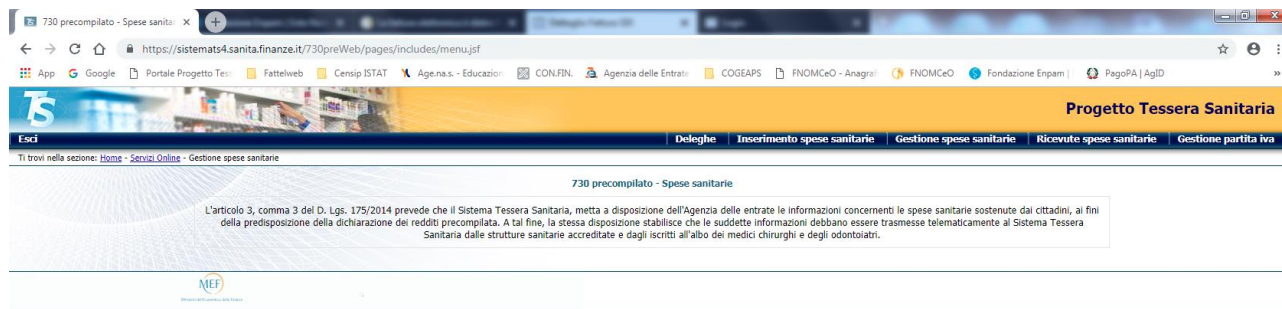 730 precompilato - Spese sanitar
https://sistemats4.sanita.finanze.it/730preWeb/pages/includes/menu.jsf
App Google Portale Progetto Tes Fattelweb Censip ISTAT Age.na.s. - Educazion CON.FIN. Agenzia delle Entrate COGEAPS FNOMCeO - Anagraf FNOMCeO Fondazione Enpam | PagoPA | AgID »
TS
Progetto Tessera Sanitaria
Esci Deleghe Inserimento spese sanitarie Gestione spese sanitarie Ricevute spese sanitarie Gestione partita iva
Ti trovi nella sezione: Home - Servizi Online - Gestione spese sanitarie
730 precompilato - Spese sanitarie
L'articolo 3, comma 3 del D. Lgs. 175/2014 prevede che il Sistema Tessera Sanitaria, metta a disposizione dell'Agenzia delle entrate le informazioni concernenti le spese sanitarie sostenute dai cittadini, ai fini
della predisposizione della dichiarazione dei redditi precompilata. A tal fine, la stessa disposizione stabilisce che le suddette informazioni debbano essere trasmesse telematicamente al Sistema Tessera
Sanitaria dalle strutture sanitarie accreditate e dagli iscritti all'albo dei medici chirurghi e degli odontoiatri.
MEF